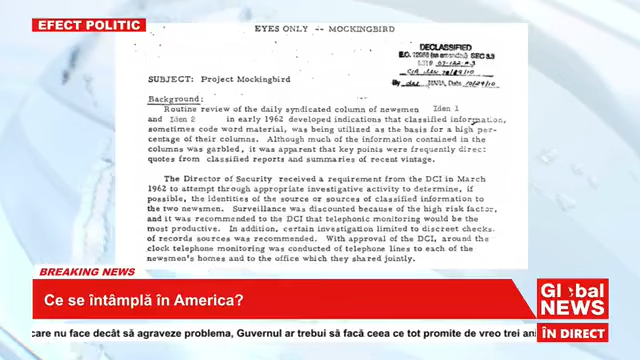 EFECT POLITIC
EYES ONLY -- MOCKINGBIRD
DECLASSIFIED
SUBJECT: Project Mockingbird
Background:
Routine review of the daily syndicated column of newsmen Iden 1
and Iden 2 in early 1962 developed indications that classified information,
sometimes code word material, was being utilized as the basis for a high per-
centage of their columns. Although much of the information contained in the
columns was garbled, it was apparent that key points were frequently direct
quotes from classified reports and summaries of recent vintage.
The Director of Security received a requirement from the DCI in March
1962 to attempt through appropriate investigative activity to determine, if
possible, the identities of the source or sources of classified information to
the two newsmen. Surveillance was discounted because of the high risk factor,
and it was recommended to the DCI that telephonic monitoring would be the
most productive. In addition, certain investigation limited to discreet checks
of records sources was recommended. With approval of the DCI, around the
clock telephone monitoring was conducted of telephone lines to each of the
newsmen's homes and to the office which they shared jointly.
BREAKING NEWS
Ce se întâmplă în America?
Global
NEWS
ÎN DIRECT
care nu face decât să agraveze problema, Guvernul ar trebui să facă ceea ce tot promite de vreo trei ani